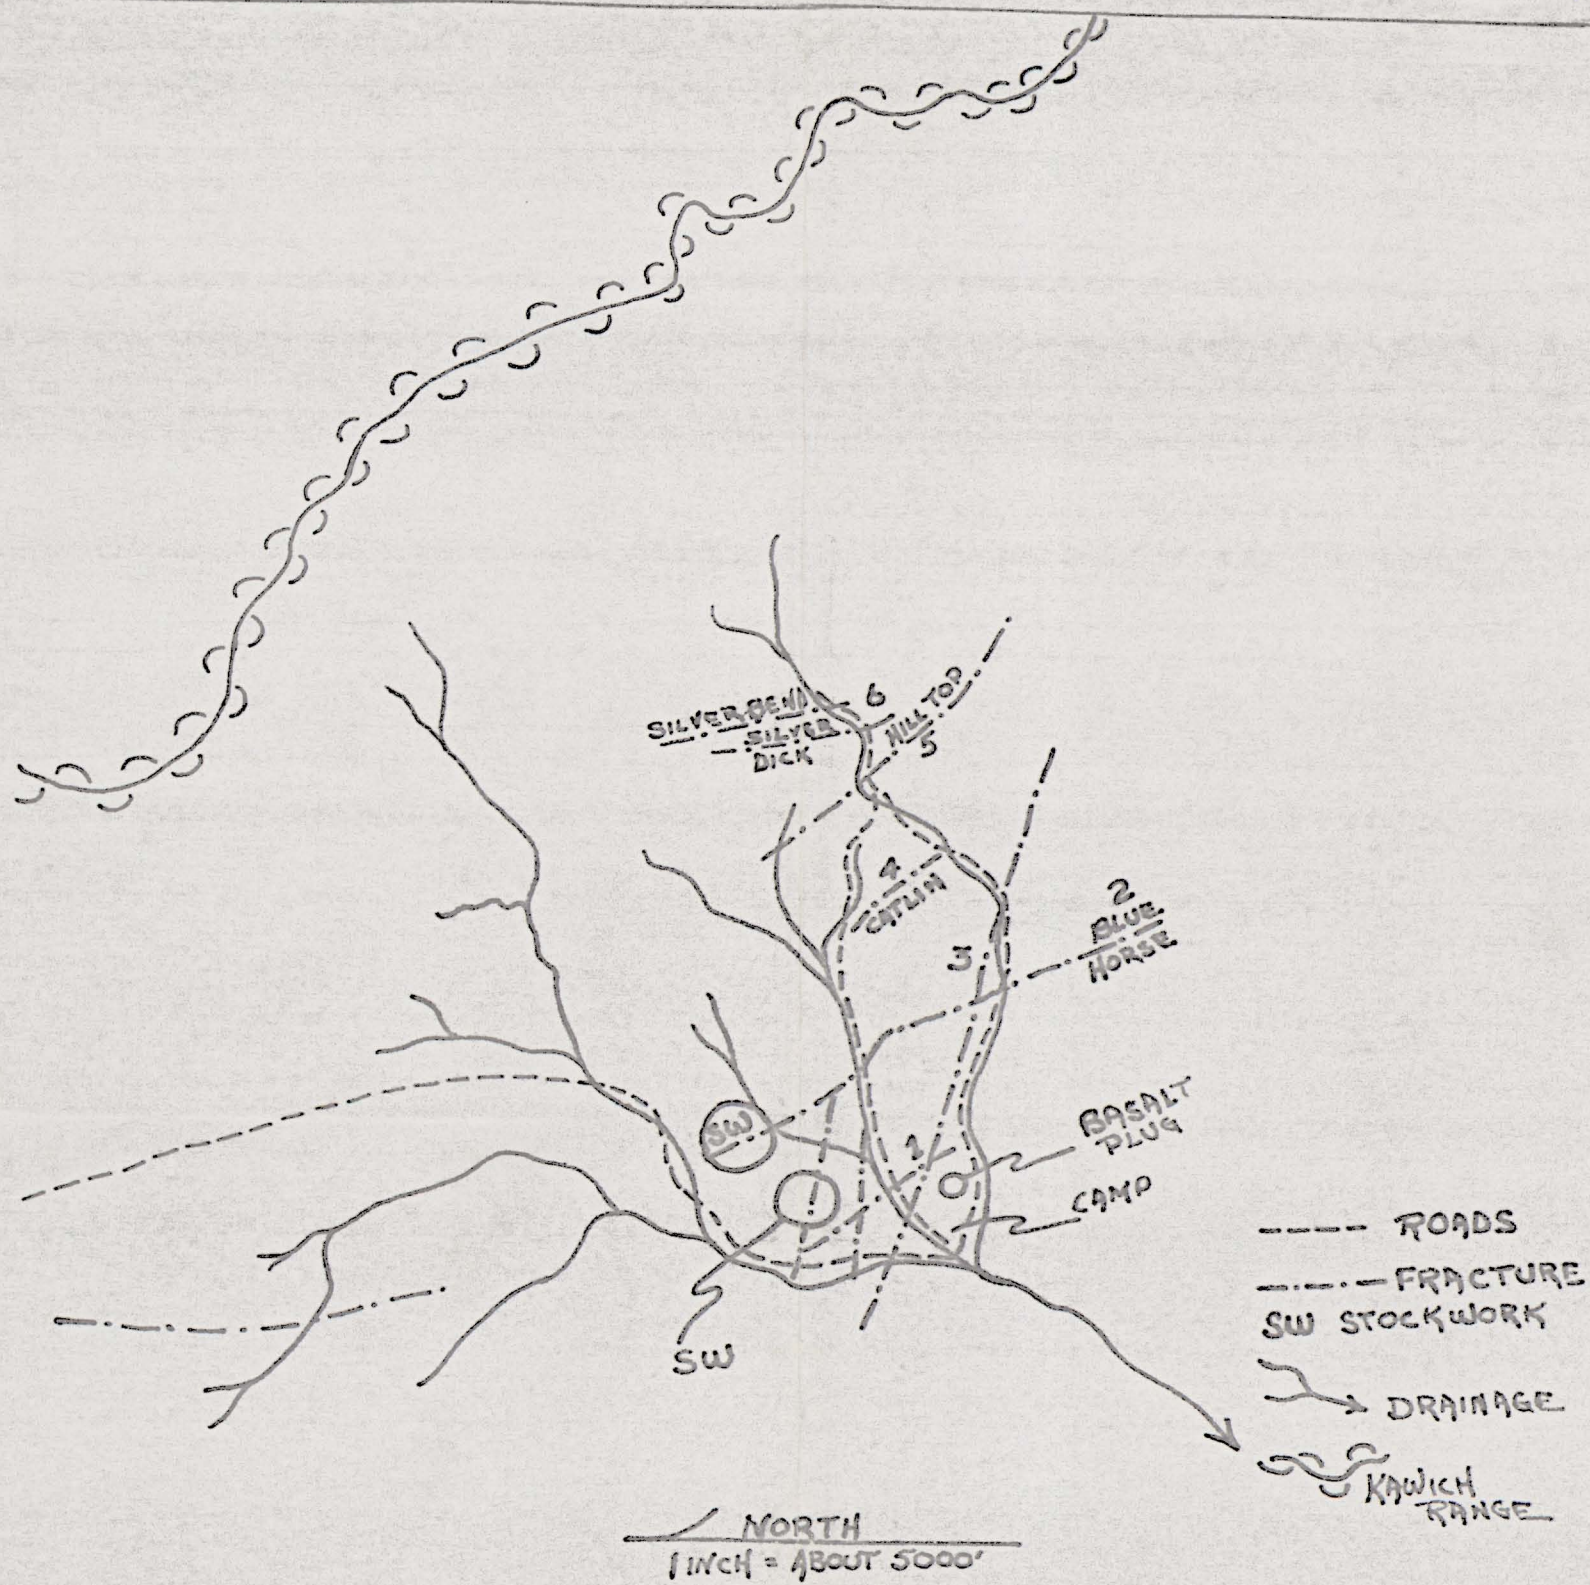 SILVER BEND
6
HILL TOP
5
SILVER
DICK
4
CATLIN
2
BLUE
HORSE
3
SW
1
BASALT
PLUG
CAMP
SW
ROADS
FRACTURE
SW STOCKWORK
DRAINAGE
KAWICH
RANGE
NORTH
1 INCH = ABOUT 5000'